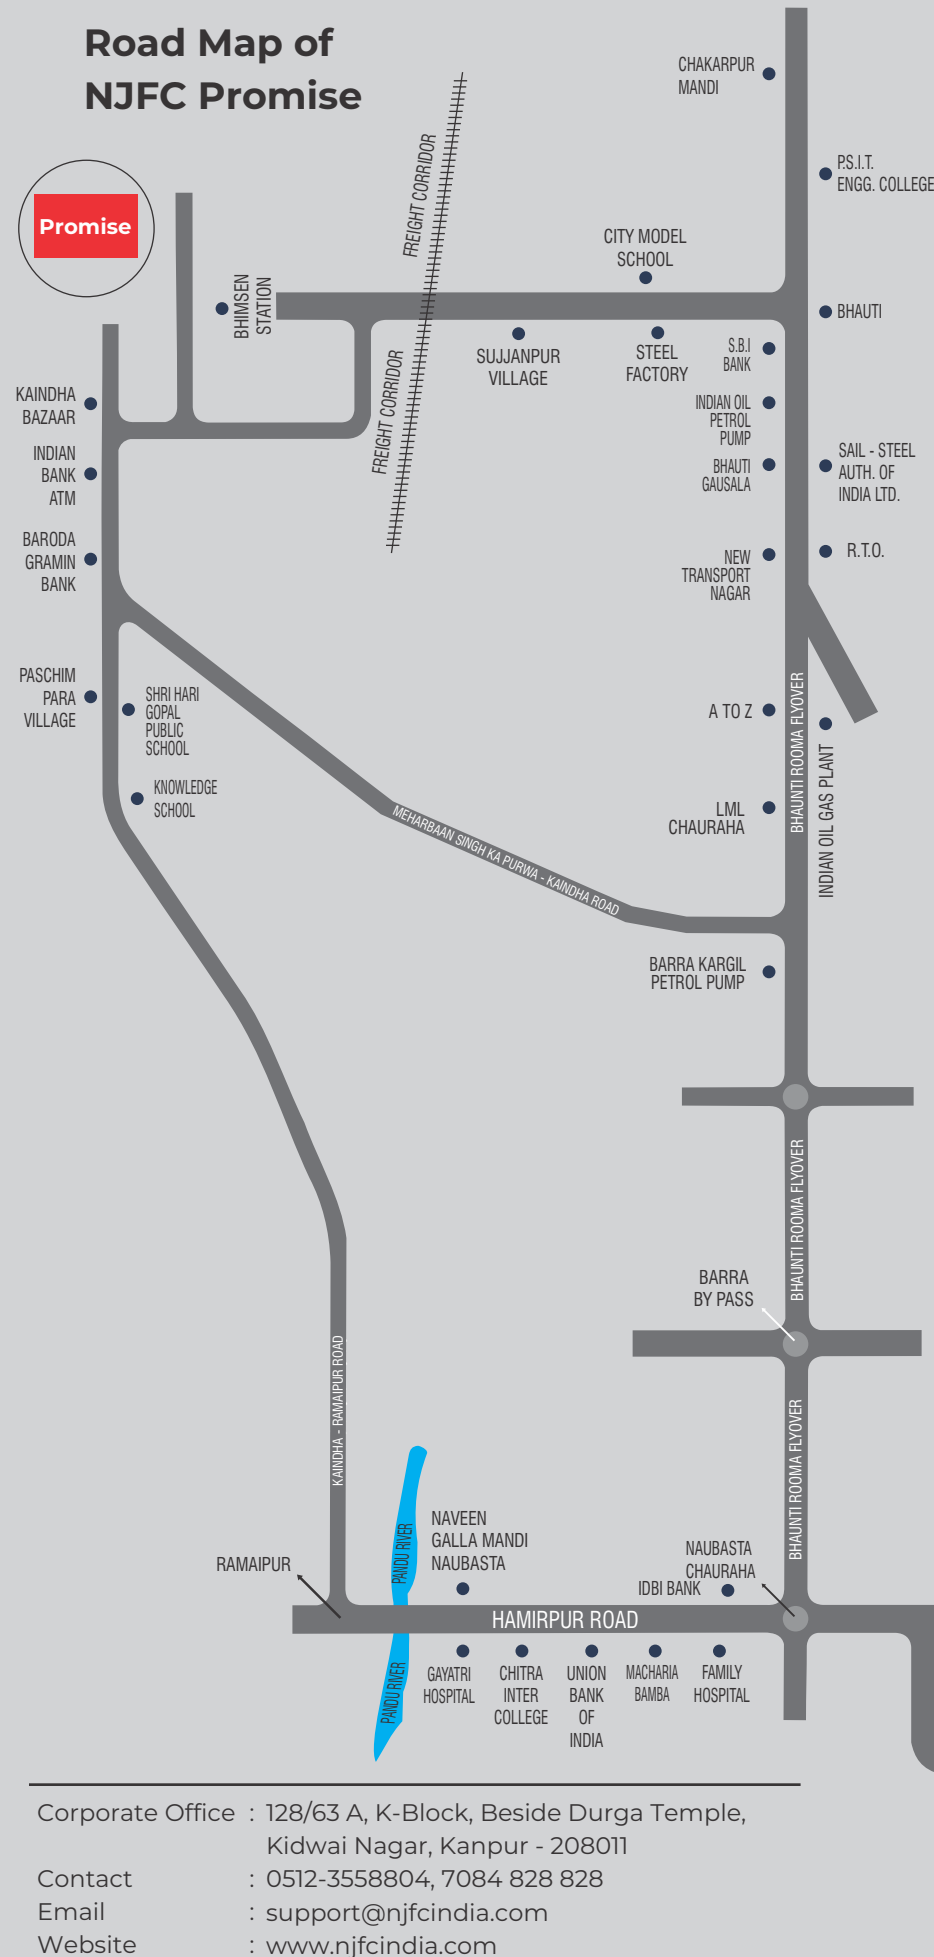 Road Map of
NJFC Promise
CHAKARPUR
MANDI
P.S.I.T.
ENGG. COLLEGE
FREIGHT CORRIDOR
Promise
CITY MODEL
SCHOOL
BHIMSEN
STATION
BHAUTI
SUJJANPUR
VILLAGE
STEEL
FACTORY
S.B.I
BANK
FREIGHT CORRIDOR
KAINDHA
BAZAAR
INDIAN OIL
PETROL
PUMP
INDIAN
BANK
ATM
BHAUTI
GAUSALA
SAIL - STEEL
AUTH. OF
INDIA LTD.
BARODA
GRAMIN
BANK
NEW
TRANSPORT
NAGAR
R.T.O.
PASCHIM
PARA
VILLAGE
SHRI HARI
GOPAL
PUBLIC
SCHOOL
A TO Z
BHAUNTI ROOMA FLYOVER
INDIAN OIL GAS PLANT
KNOWLEDGE
SCHOOL
LML
CHAURAHA
MEHARBAAN SINGH KA PURWA - KAINDHA ROAD
BARRA KARGIL
PETROL PUMP
BHAUNTI ROOMA FLYOVER
BARRA
BY PASS
KAINDHA - RAMAIPUR ROAD
BHAUNTI ROOMA FLYOVER
PANDU RIVER
NAVEEN
GALLA MANDI
NAUBASTA
RAMAIPUR
NAUBASTA
CHAURAHA
IDBI BANK
HAMIRPUR ROAD
PANDU RIVER
GAYATRI
HOSPITAL
CHITRA
INTER
COLLEGE
UNION
BANK
OF
INDIA
MACHARIA
BAMBA
FAMILY
HOSPITAL
Corporate Office : 128/63 A, K-Block, Beside Durga Temple,
Kidwai Nagar, Kanpur - 208011
Contact : 0512-3558804, 7084 828 828
Email : support@njfcindia.com
Website : www.njfcindia.com